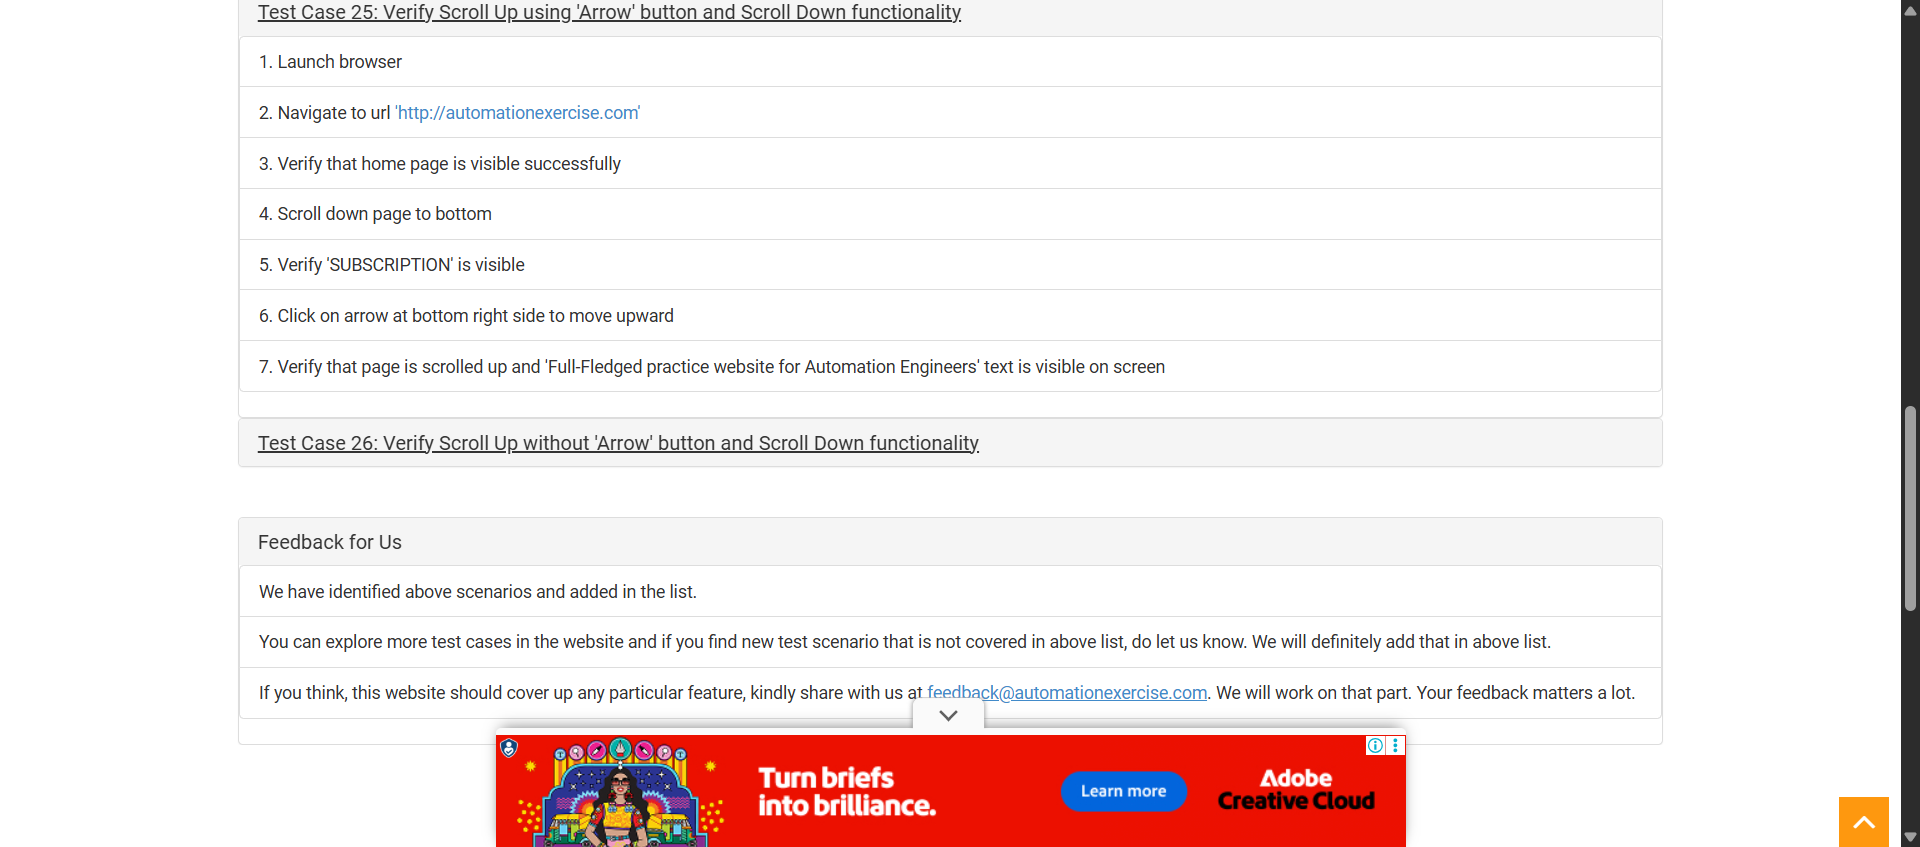 Test Case 25: Verify Scroll Up using 'Arrow' button and Scroll Down functionality
1. Launch browser
2. Navigate to url 'http://automationexercise.com'
3. Verify that home page is visible successfully
4. Scroll down page to bottom
5. Verify 'SUBSCRIPTION' is visible
6. Click on arrow at bottom right side to move upward
7. Verify that page is scrolled up and 'Full-Fledged practice website for Automation Engineers' text is visible on screen
Test Case 26: Verify Scroll Up without 'Arrow' button and Scroll Down functionality
Feedback for Us
We have identified above scenarios and added in the list.
You can explore more test cases in the website and if you find new test scenario that is not covered in above list, do let us know. We will definitely add that in above list.
If you think, this website should cover up any particular feature, kindly share with us at feedback@automationexercise.com. We will work on that part. Your feedback matters a lot.
Turn briefs
into brilliance.
Learn more
Adobe
Creative Cloud